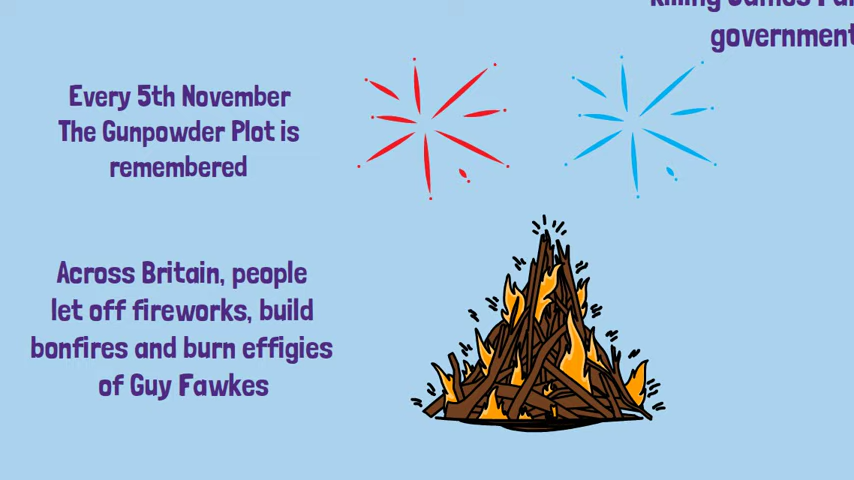 government
Every 5th November
The Gunpowder Plot is
remembered
Across Britain, people
let off fireworks, build
bonfires and burn effigies
of Guy Fawkes